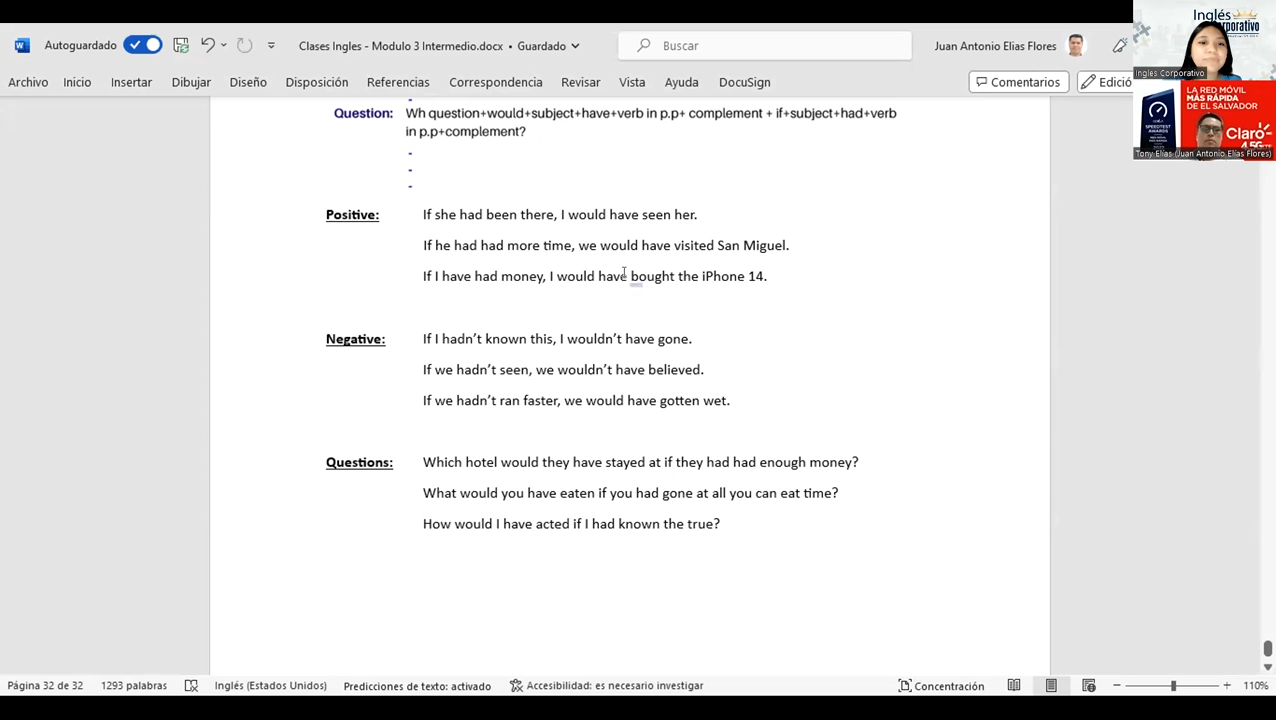 Inglés
Corporativo
Autoguardado
Clases Ingles - Modulo 3 Intermedio.docx • Guardado
Buscar
Juan Antonio Elias Flores
Inglés Corporativo
Archivo Inicio Insertar Dibujar Diseño Disposición Referencias Correspondencia Revisar Vista Ayuda DocuSign
Comentarios
Edició
LA RED MÓVIL
MÁS RÁPIDA
DE EL SALVADOR
SPEEDTEST
AWARDS
Claro
4.5G
Tony Elías (Juan Antonio Elías Flores)
Question: Wh question+would+subject+have+verb in p.p+ complement + if+subject+had+verb
in p.p+complement?
-
-
-
Positive: If she had been there, I would have seen her.
If he had had more time, we would have visited San Miguel.
If I have had money, I would have bought the iPhone 14.
Negative: If I hadn’t known this, I wouldn’t have gone.
If we hadn’t seen, we wouldn’t have believed.
If we hadn’t ran faster, we would have gotten wet.
Questions: Which hotel would they have stayed at if they had had enough money?
What would you have eaten if you had gone at all you can eat time?
How would I have acted if I had known the true?
Página 32 de 32 1293 palabras Inglés (Estados Unidos) Predicciones de texto: activado Accesibilidad: es necesario investigar Concentración 110%